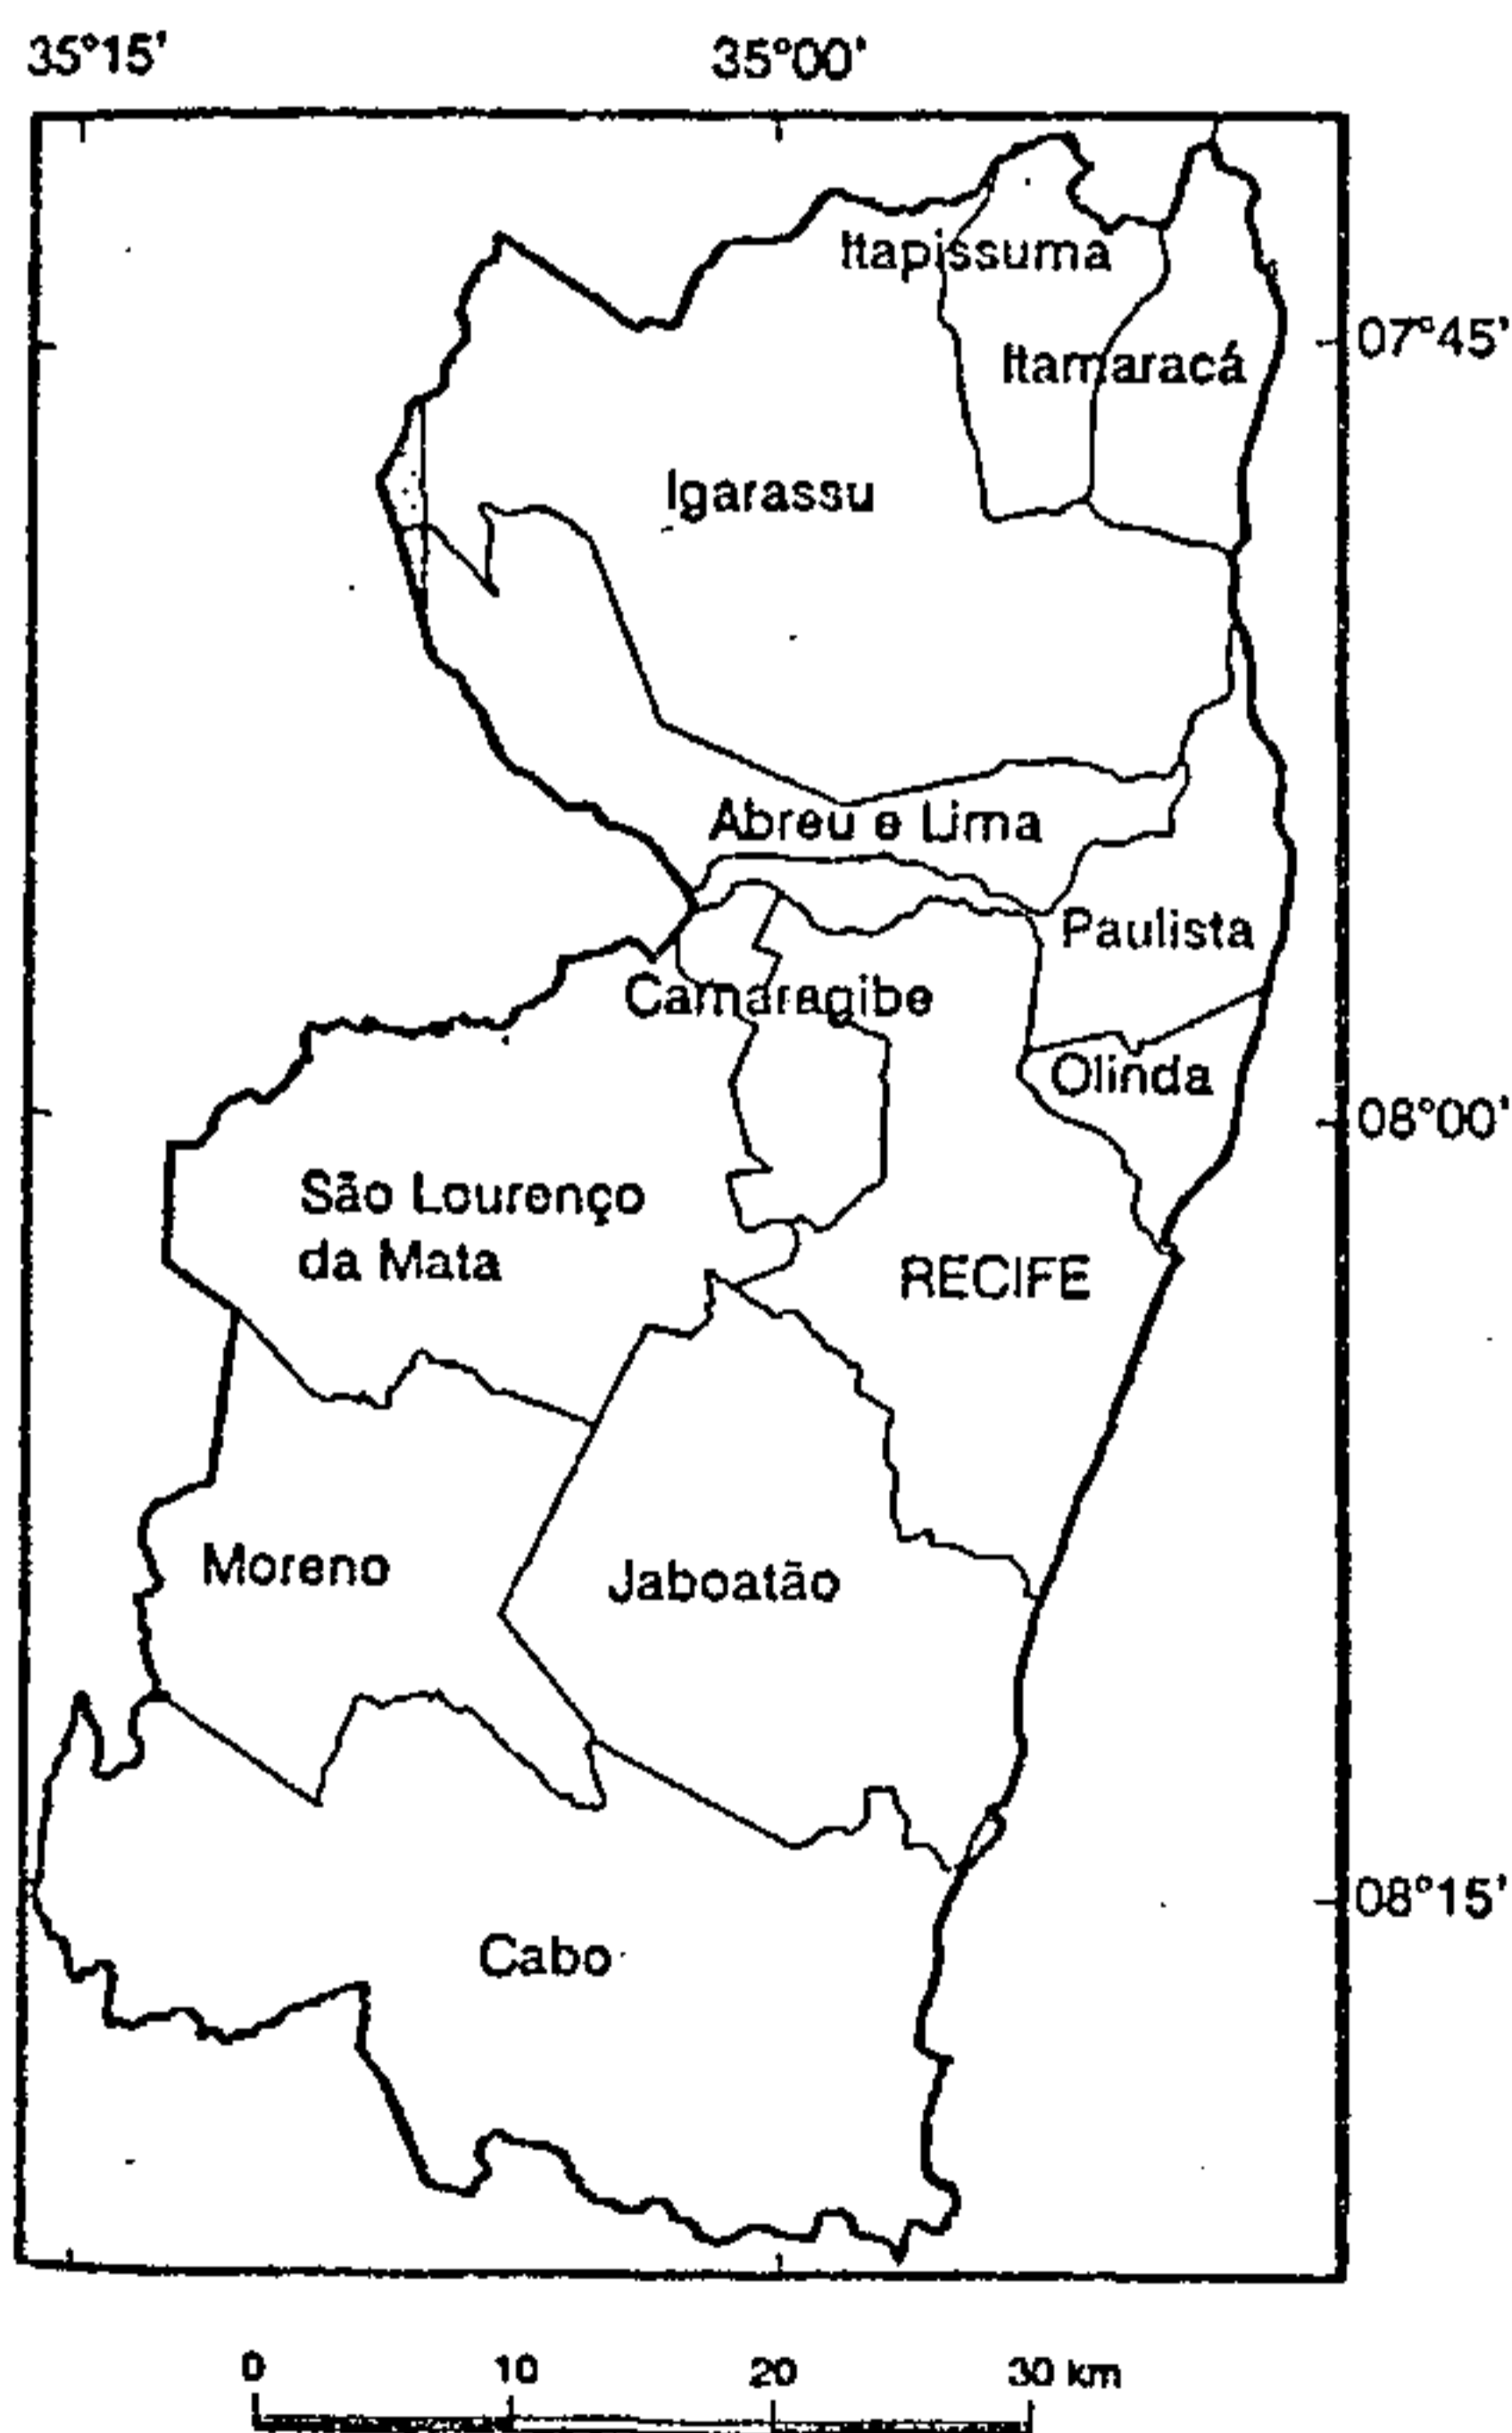 35°15'
35°00'
Itapissuma
07°45'
Itamaracá
Igarassu
Abreu e Lima
Paulista
Camaragibe
Olinda
08°00'
São Lourenço
da Mata
RECIFE
Moreno
Jaboatão
08°15'
Cabo
0 10 20 30 km